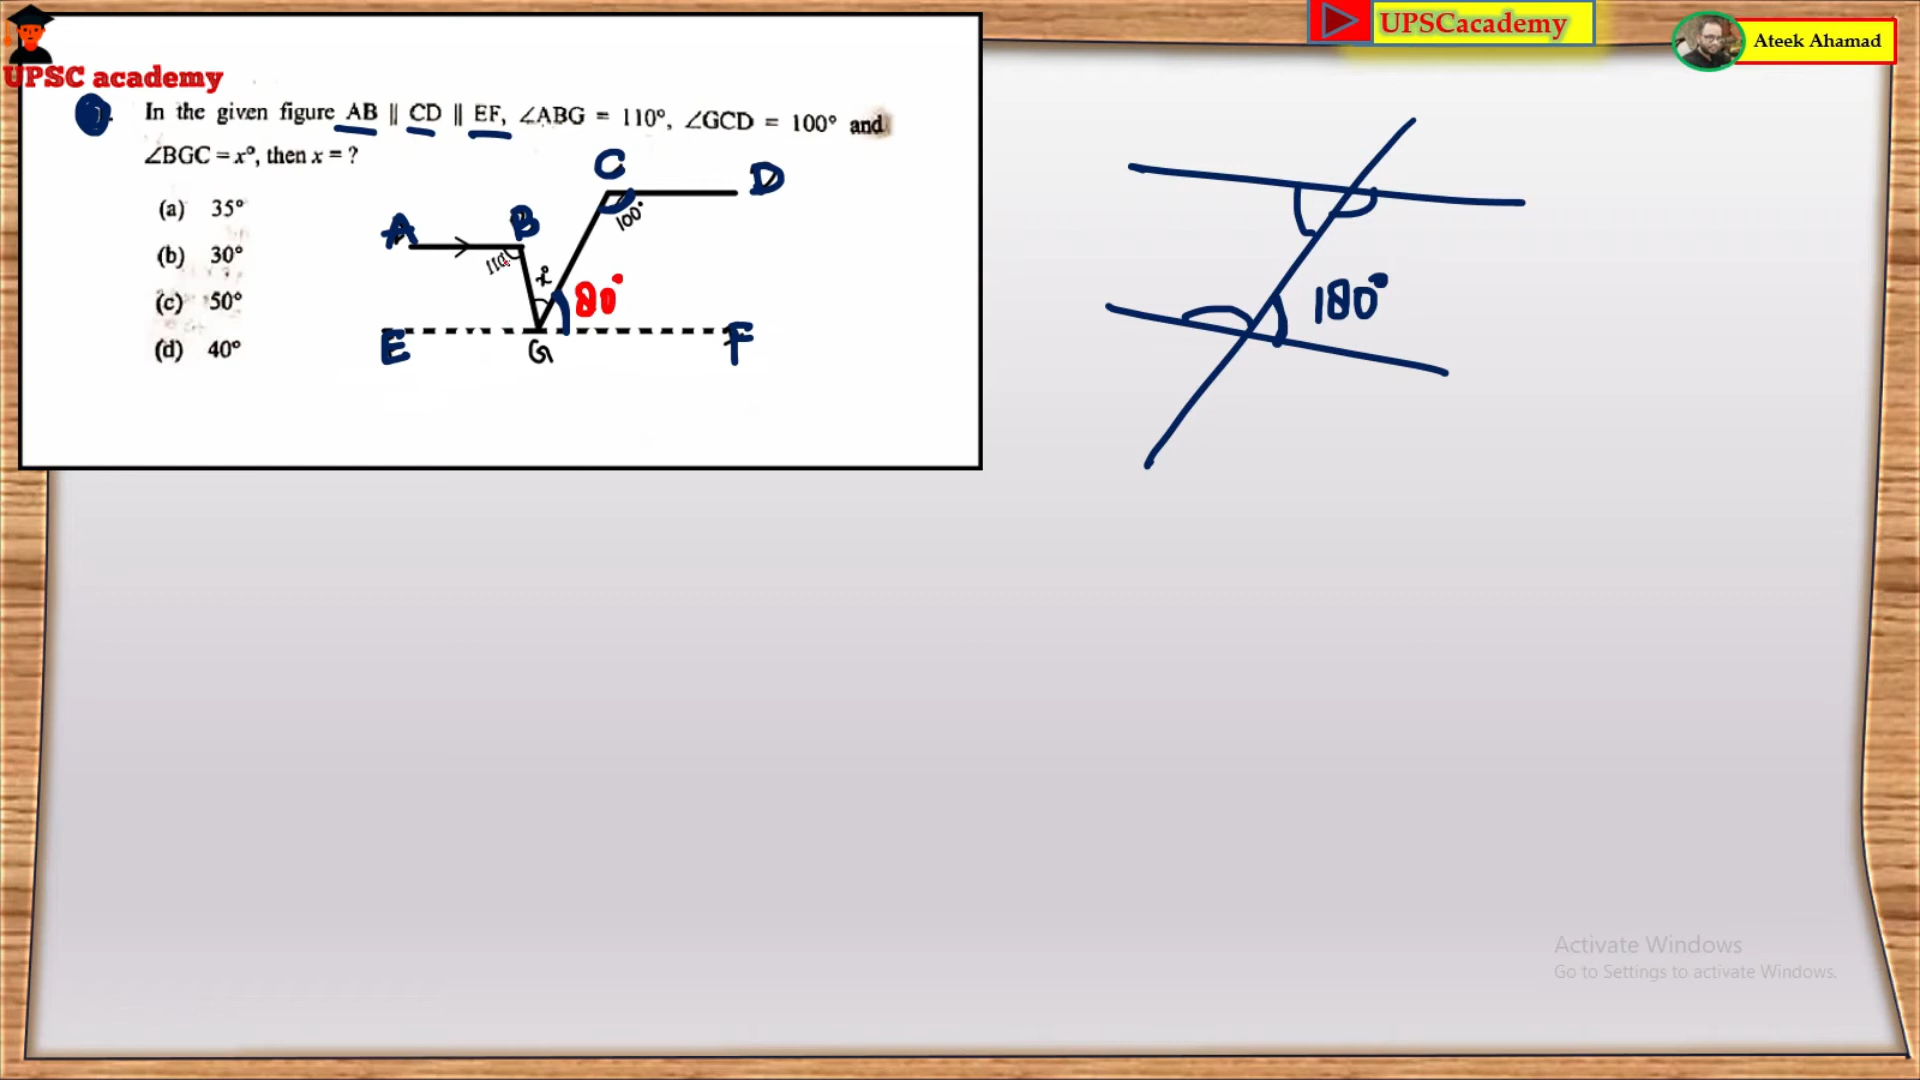 UPSCacademy
Ateek Ahamad
UPSC academy
In the given figure AB || CD || EF, ∠ABG = 110°, ∠GCD = 100° and
∠BGC = x°, then x = ?
(a) 35°
(b) 30°
(c) 50°
(d) 40°
C
D
100°
A
B
110°
x°
80°
E
G
F
180°
Activate Windows
Go to Settings to activate Windows.